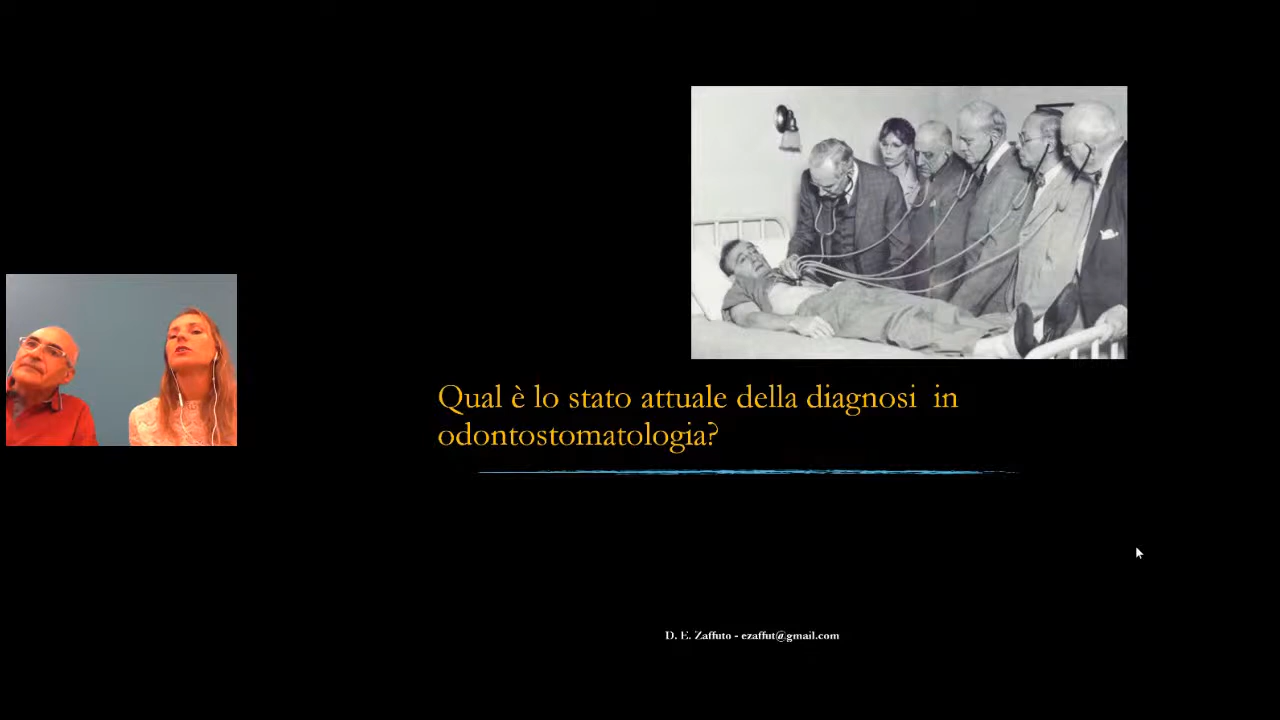 Qual è lo stato attuale della diagnosi  in
odontostomatologia?
D. E. Zaffuto - ezaffut@gmail.com